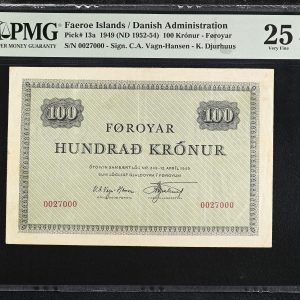 PMG
PAPER MONEY GUARANTY
Faeroe Islands / Danish Administration
Pick# 13a 1949 (ND 1952-54) 100 Krónur - Føroyar
S/N 0027000 - Sign. C.A. Vagn-Hansen - K. Djurhuus
25
Very Fine
100
100
FØROYAR
HUNDRAÐ KRÓNUR
0027000
0027000